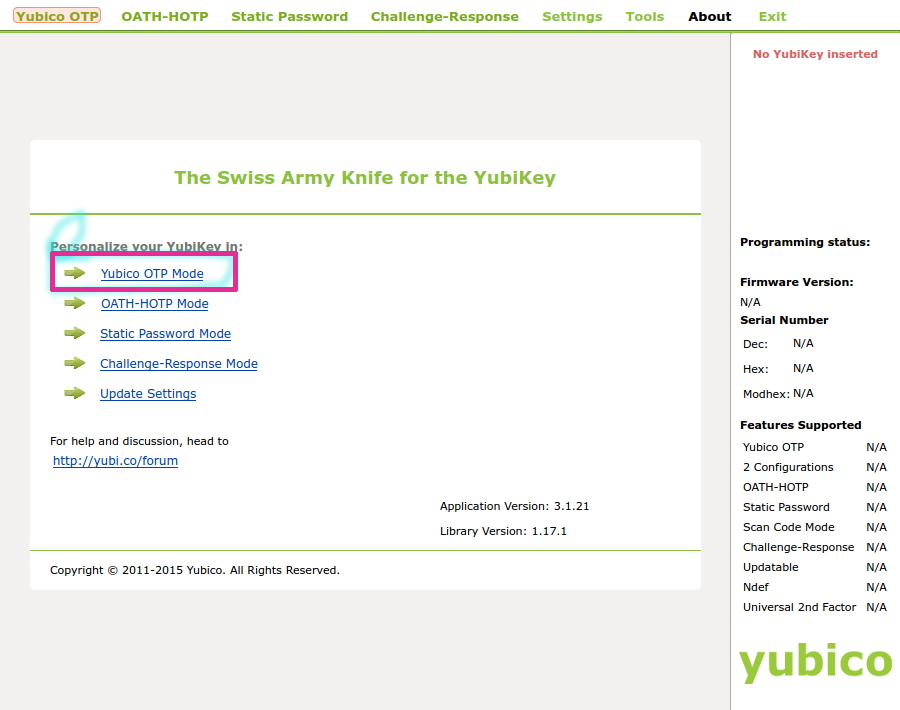 Yubico OTP OATH-HOTP Static Password Challenge-Response Settings Tools About Exit
No YubiKey inserted
The Swiss Army Knife for the YubiKey
Personalize your YubiKey in:
Yubico OTP Mode
OATH-HOTP Mode
Static Password Mode
Challenge-Response Mode
Update Settings
For help and discussion, head to
http://yubi.co/forum
Application Version: 3.1.21
Library Version: 1.17.1
Copyright © 2011-2015 Yubico. All Rights Reserved.
Programming status:
Firmware Version:
N/A
Serial Number
Dec: N/A
Hex: N/A
Modhex: N/A
Features Supported
Yubico OTP N/A
2 Configurations N/A
OATH-HOTP N/A
Static Password N/A
Scan Code Mode N/A
Challenge-Response N/A
Updatable N/A
Ndef N/A
Universal 2nd Factor N/A
yubico